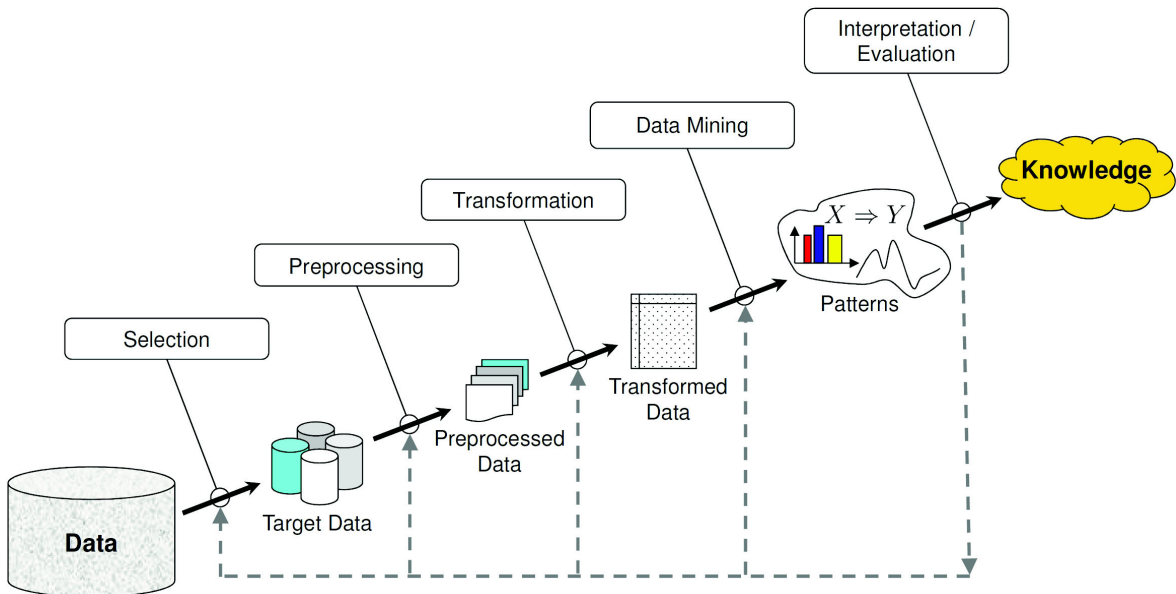 Interpretation /
Evaluation
Data Mining
Knowledge
Transformation
X ⇒ Y
Preprocessing
Patterns
Selection
Transformed
Data
Preprocessed
Data
Target Data
Data